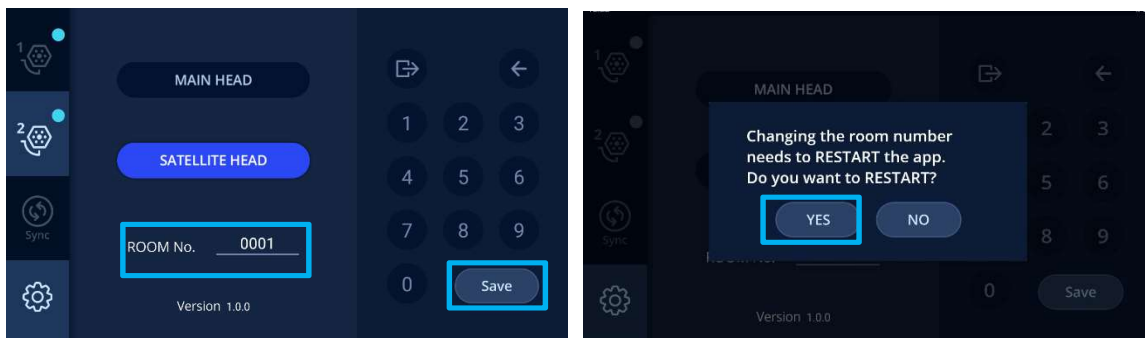 1
MAIN HEAD
2
1 2 3
SATELLITE HEAD
4 5 6
Sync
ROOM No. 0001
7 8 9
0 Save
Version 1.0.0
1
MAIN HEAD
2
Changing the room number
needs to RESTART the app.
Do you want to RESTART?
2 3
5 6
YES NO
Sync
8 9
0 Save
Version 1.0.0